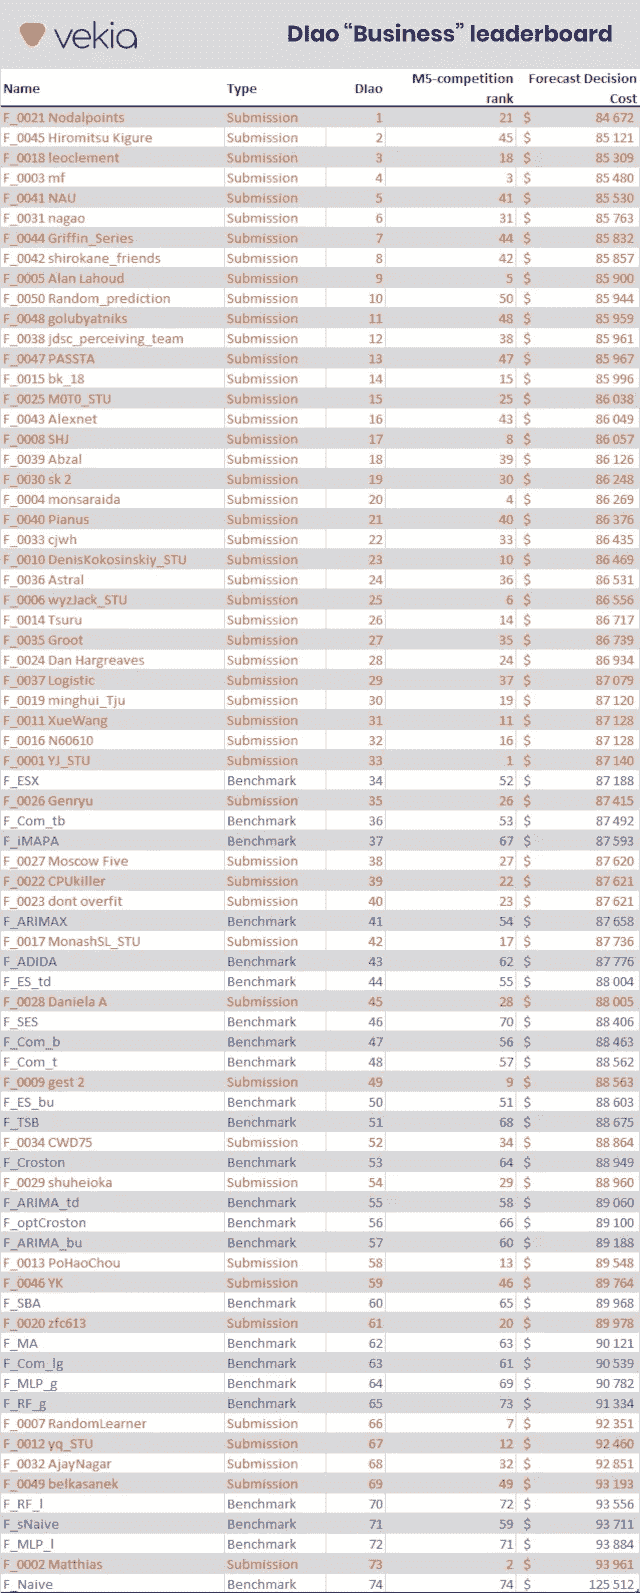 vekia DIao “Business” leaderboard
M5-competition Forecast Decision
Name Type DIao rank Cost
F_0021 Nodalpoints Submission 1 21 $ 84 672
F_0045 Hiromitsu Kigure Submission 2 45 $ 85 121
F_0018 leoclement Submission 3 18 $ 85 309
F_0003 mf Submission 4 3 $ 85 480
F_0041 NAU Submission 5 41 $ 85 530
F_0031 nagao Submission 6 31 $ 85 763
F_0044 Griffin_Series Submission 7 44 $ 85 832
F_0042 shirokane_friends Submission 8 42 $ 85 857
F_0005 Alan Lahoud Submission 9 5 $ 85 900
F_0050 Random_prediction Submission 10 50 $ 85 944
F_0048 golubyatniks Submission 11 48 $ 85 959
F_0038 jdsc_perceiving_team Submission 12 38 $ 85 961
F_0047 PASSTA Submission 13 47 $ 85 967
F_0015 bk_18 Submission 14 15 $ 85 996
F_0025 M0T0_STU Submission 15 25 $ 86 038
F_0043 Alexnet Submission 16 43 $ 86 049
F_0008 SHJ Submission 17 8 $ 86 057
F_0039 Abzal Submission 18 39 $ 86 126
F_0030 sk 2 Submission 19 30 $ 86 248
F_0004 monsaraida Submission 20 4 $ 86 269
F_0040 Pianus Submission 21 40 $ 86 376
F_0033 cjwh Submission 22 33 $ 86 435
F_0010 DenisKokosinskiy_STU Submission 23 10 $ 86 469
F_0036 Astral Submission 24 36 $ 86 531
F_0006 wyzJack_STU Submission 25 6 $ 86 556
F_0014 Tsuru Submission 26 14 $ 86 717
F_0035 Groot Submission 27 35 $ 86 739
F_0024 Dan Hargreaves Submission 28 24 $ 86 934
F_0037 Logistic Submission 29 37 $ 87 079
F_0019 minghui_Tju Submission 30 19 $ 87 120
F_0011 XueWang Submission 31 11 $ 87 128
F_0016 N60610 Submission 32 16 $ 87 128
F_0001 YJ_STU Submission 33 1 $ 87 140
F_ESX Benchmark 34 52 $ 87 188
F_0026 Genryu Submission 35 26 $ 87 415
F_Com_tb Benchmark 36 53 $ 87 492
F_iMAPA Benchmark 37 67 $ 87 593
F_0027 Moscow Five Submission 38 27 $ 87 620
F_0022 CPUkiller Submission 39 22 $ 87 621
F_0023 dont overfit Submission 40 23 $ 87 621
F_ARIMAX Benchmark 41 54 $ 87 658
F_0017 MonashSL_STU Submission 42 17 $ 87 736
F_ADIDA Benchmark 43 62 $ 87 776
F_ES_td Benchmark 44 55 $ 88 004
F_0028 Daniela A Submission 45 28 $ 88 005
F_SES Benchmark 46 70 $ 88 406
F_Com_b Benchmark 47 56 $ 88 463
F_Com_t Benchmark 48 57 $ 88 562
F_0009 gest 2 Submission 49 9 $ 88 563
F_ES_bu Benchmark 50 51 $ 88 603
F_TSB Benchmark 51 68 $ 88 675
F_0034 CWD75 Submission 52 34 $ 88 864
F_Croston Benchmark 53 64 $ 88 949
F_0029 shuheioka Submission 54 29 $ 88 960
F_ARIMA_td Benchmark 55 58 $ 89 060
F_optCroston Benchmark 56 66 $ 89 100
F_ARIMA_bu Benchmark 57 60 $ 89 188
F_0013 PoHaoChou Submission 58 13 $ 89 548
F_0046 YK Submission 59 46 $ 89 764
F_SBA Benchmark 60 65 $ 89 968
F_0020 zfc613 Submission 61 20 $ 89 978
F_MA Benchmark 62 63 $ 90 121
F_Com_lg Benchmark 63 61 $ 90 539
F_MLP_g Benchmark 64 69 $ 90 782
F_RF_g Benchmark 65 73 $ 91 334
F_0007 RandomLearner Submission 66 7 $ 92 351
F_0012 yq_STU Submission 67 12 $ 92 460
F_0032 AjayNagar Submission 68 32 $ 92 851
F_0049 belkasanek Submission 69 49 $ 93 193
F_RF_l Benchmark 70 72 $ 93 556
F_sNaive Benchmark 71 59 $ 93 711
F_MLP_l Benchmark 72 71 $ 93 884
F_0002 Matthias Submission 73 2 $ 93 961
F_Naive Benchmark 74 74 $ 125 512